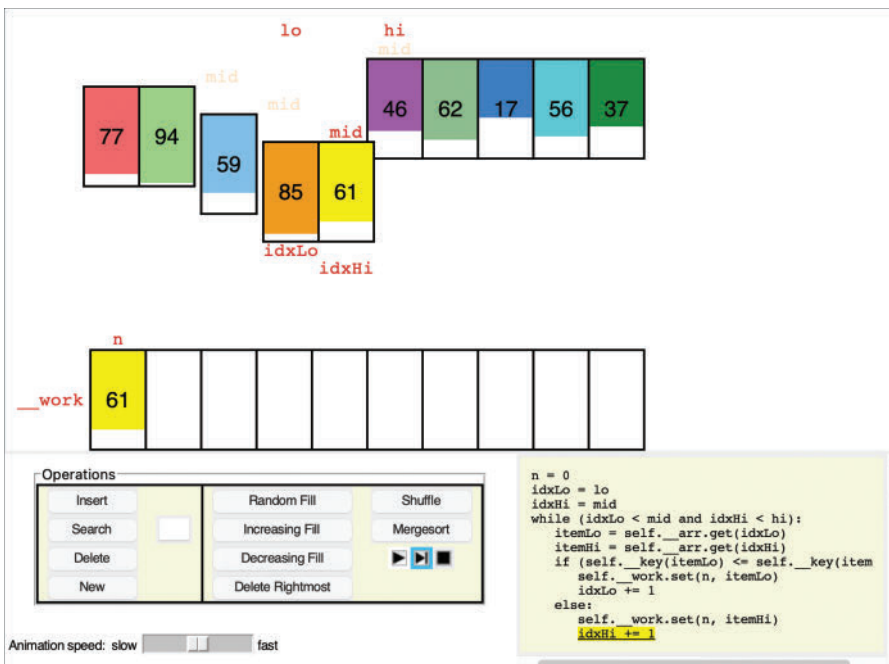 lo hi
mid
mid
mid
77 94 59 85 61 46 62 17 56 37
mid
idxLo
idxHi
n
__work 61
Operations
Insert Random Fill Shuffle
Search Increasing Fill Mergesort
Delete Decreasing Fill
New Delete Rightmost
Animation speed: slow fast
n = 0
idxLo = lo
idxHi = mid
while (idxLo < mid and idxHi < hi):
itemLo = self.__arr.get(idxLo)
itemHi = self.__arr.get(idxHi)
if (self.__key(itemLo) <= self.__key(item
self.__work.set(n, itemLo)
idxLo += 1
else:
self.__work.set(n, itemHi)
idxHi += 1